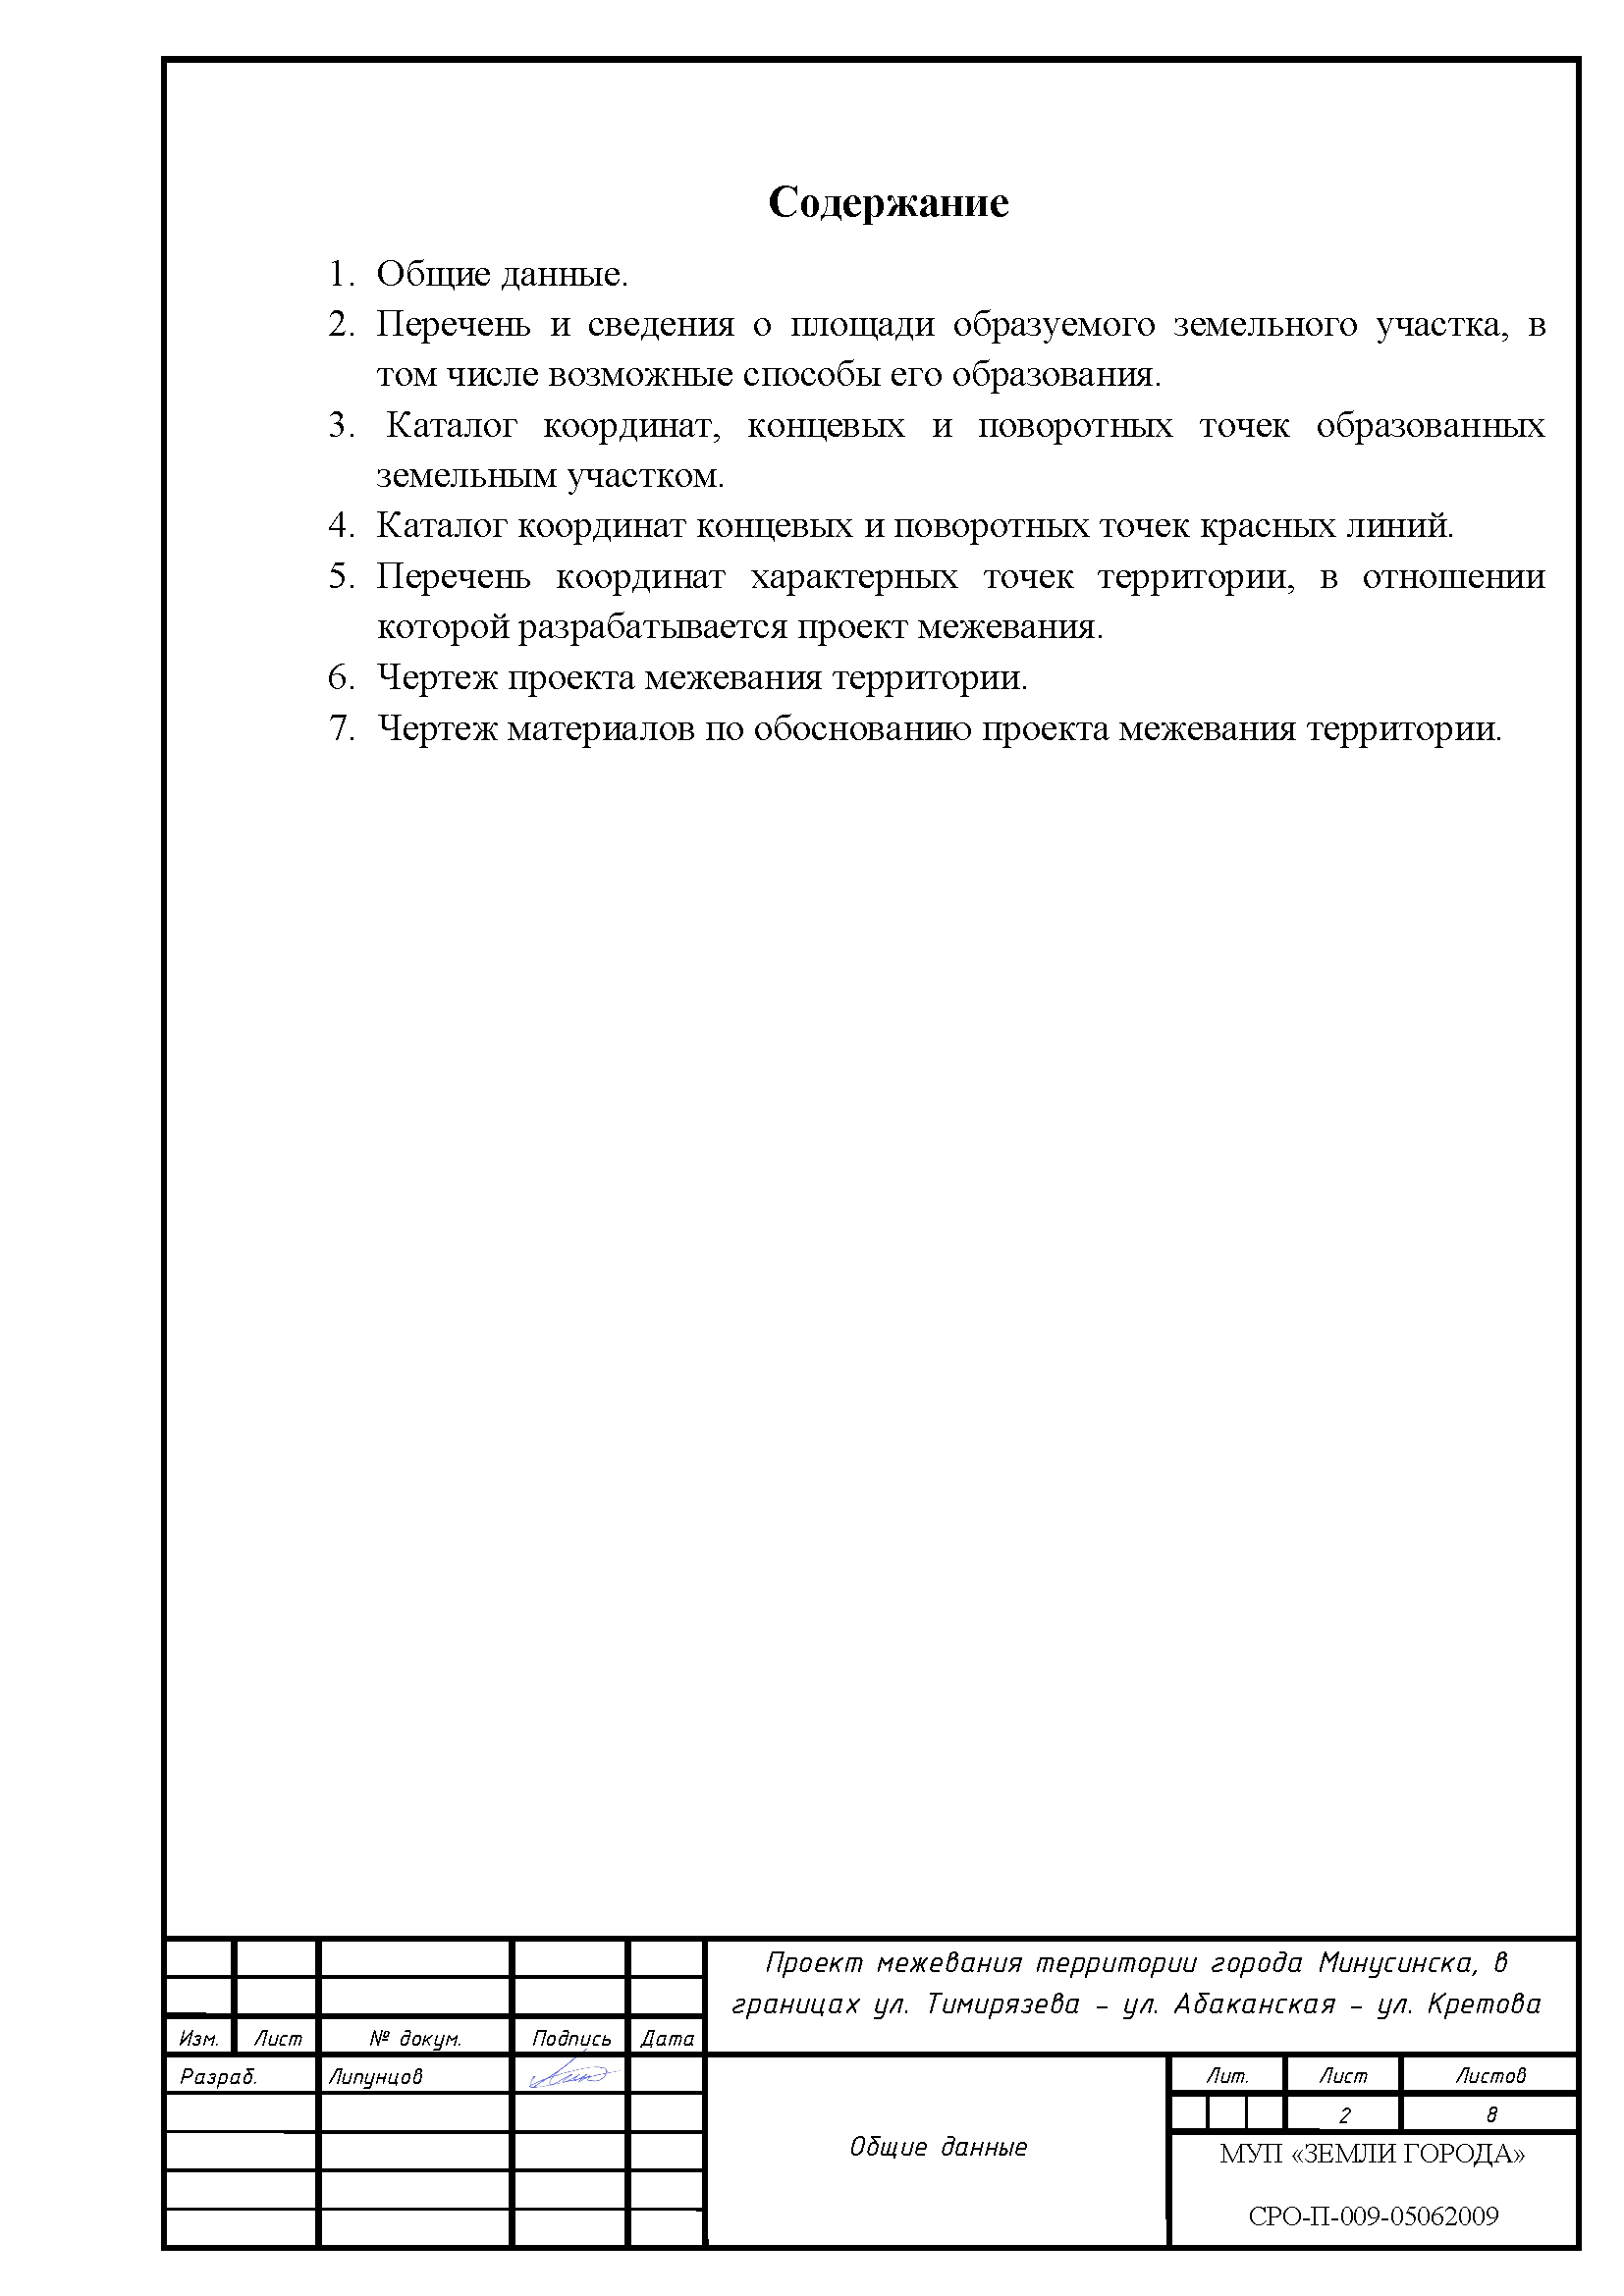 Содержание
1. Общие данные.
2. Перечень и сведения о площади образуемого земельного участка, в
том числе возможные способы его образования.
3. Каталог координат, концевых и поворотных точек образованных
земельным участком.
4. Каталог координат концевых и поворотных точек красных линий.
5. Перечень координат характерных точек территории, в отношении
которой разрабатывается проект межевания.
6. Чертеж проекта межевания территории.
7. Чертеж материалов по обоснованию проекта межевания территории.
Проект межевания территории города Минусинска, в
границах ул. Тимирязева – ул. Абаканская – ул. Кретова
Изм. Лист № докум. Подпись Дата
Разраб. Липунцов
Лит. Лист Листов
2 8
Общие данные
МУП «ЗЕМЛИ ГОРОДА»
СРО-П-009-05062009